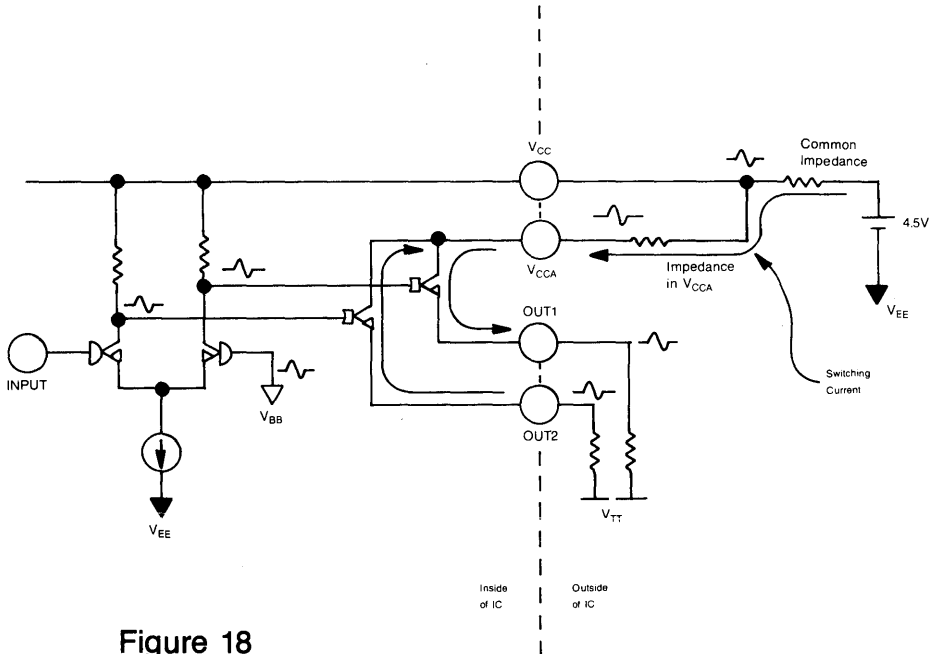 VCC
Common
Impedance
4.5V
VCCA
Impedance
in VCCA
VEE
OUT1
INPUT
Switching
Current
VBB
OUT2
VTT
VEE
Inside
of IC
Outside
of IC
Figure 18